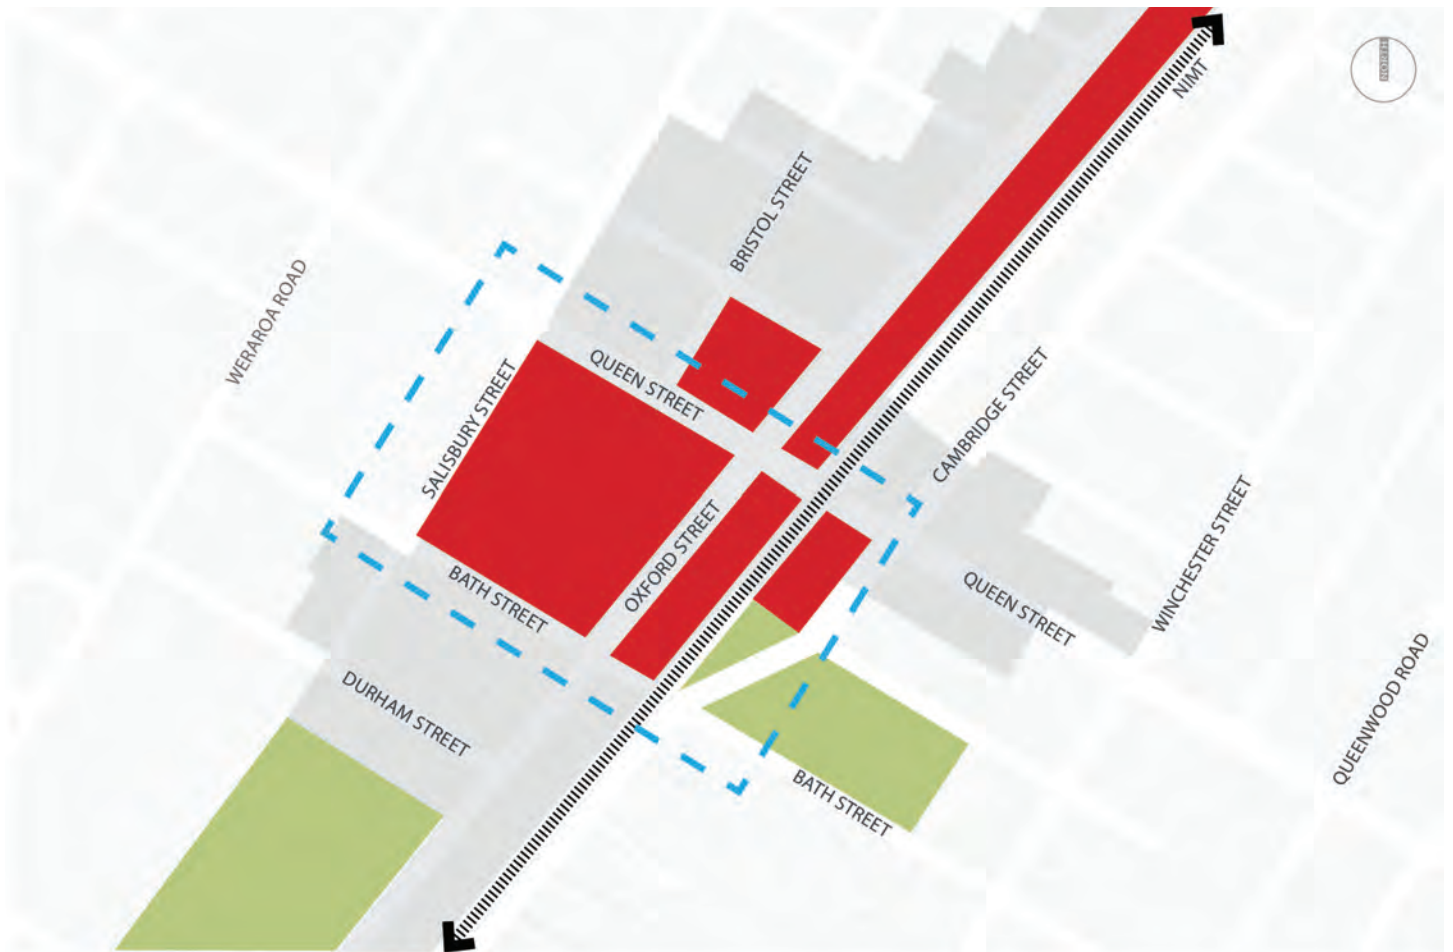 NIMT
NORTH
BRISTOL STREET
WERAROA ROAD
QUEEN STREET
SALISBURY STREET
CAMBRIDGE STREET
OXFORD STREET
WINCHESTER STREET
BATH STREET
QUEEN STREET
DURHAM STREET
QUEENWOOD ROAD
BATH STREET